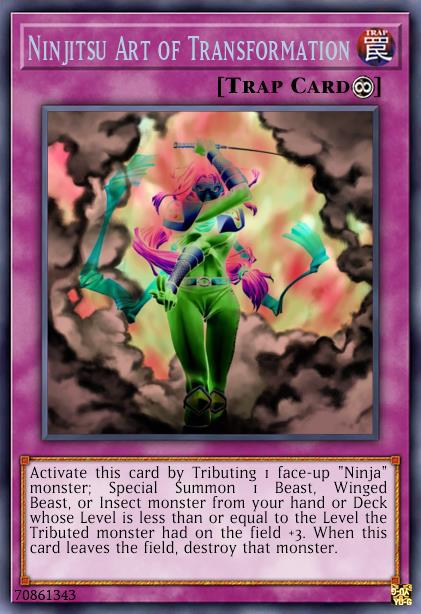 Ninjitsu Art of Transformation
TRAP
罠
[Trap Card]
Activate this card by Tributing 1 face-up "Ninja"
monster; Special Summon 1 Beast, Winged
Beast, or Insect monster from your hand or Deck
whose Level is less than or equal to the Level the
Tributed monster had on the field +3. When this
card leaves the field, destroy that monster.
70861343